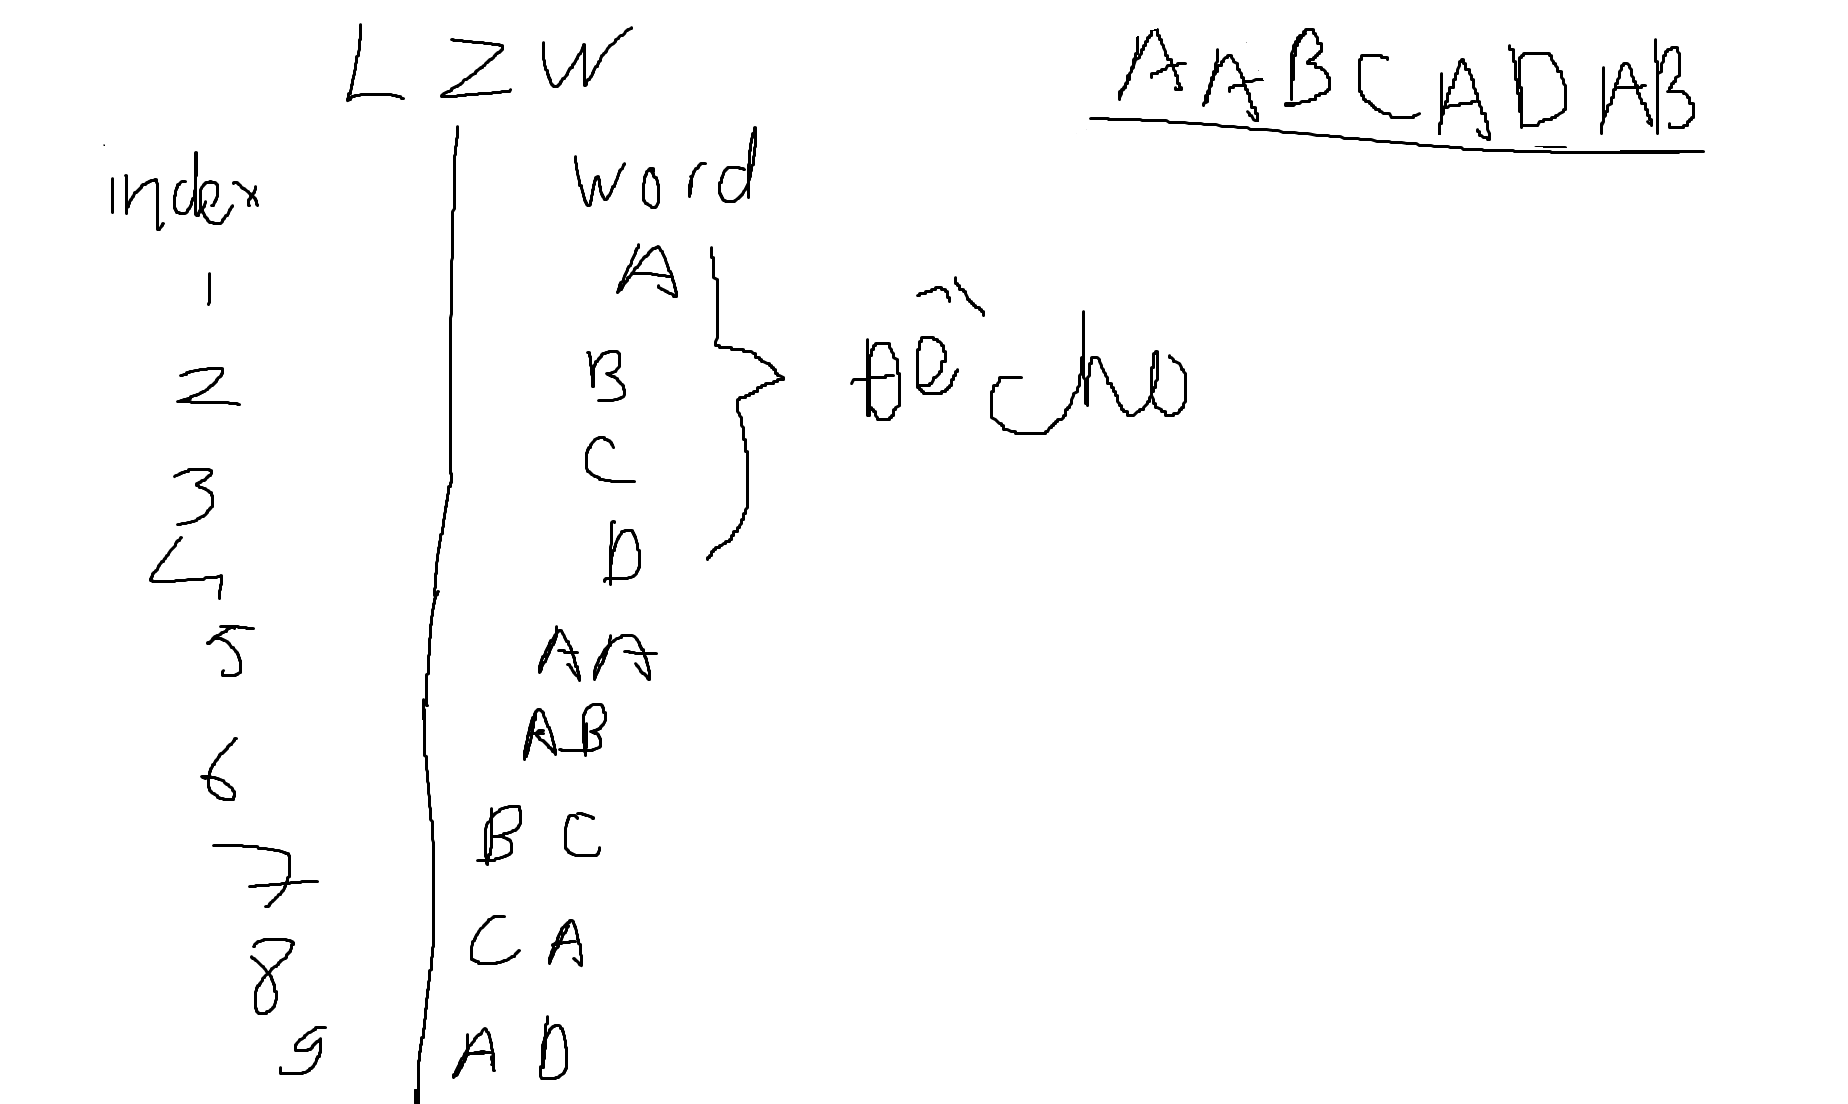 LZW
AABCADAB
index word
1 A
2 B
3 C
4 D
Đề cho
5 AA
6 AB
7 BC
8 CA
9 AD